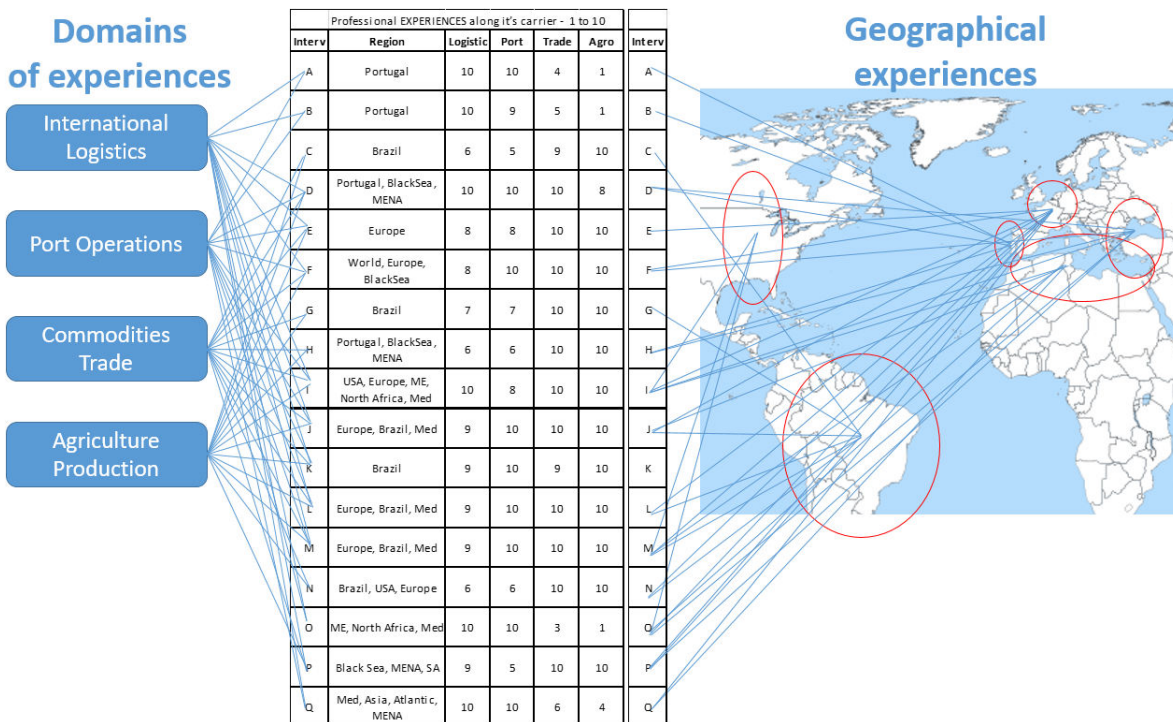 Domains
of experiences
International
Logistics
Port Operations
Commodities
Trade
Agriculture
Production
Professional EXPERIENCES along it's carrier - 1 to 10
Interv Region Logistic Port Trade Agro Interv
A Portugal 10 10 4 1 A
B Portugal 10 9 5 1 B
C Brazil 6 5 9 10 C
D Portugal, BlackSea, MENA 10 10 10 8 D
E Europe 8 8 10 10 E
F World, Europe, BlackSea 8 10 10 10 F
G Brazil 7 7 10 10 G
H Portugal, BlackSea, MENA 6 6 10 10 H
I USA, Europe, ME, North Africa, Med 10 8 10 10 I
J Europe, Brazil, Med 9 10 10 10 J
K Brazil 9 10 9 10 K
L Europe, Brazil, Med 9 10 10 10 L
M Europe, Brazil, Med 9 10 10 10 M
N Brazil, USA, Europe 6 6 10 10 N
O ME, North Africa, Med 10 10 3 1 O
P Black Sea, MENA, SA 9 5 10 10 P
Q Med, Asia, Atlantic, MENA 10 10 6 4 Q
Geographical
experiences